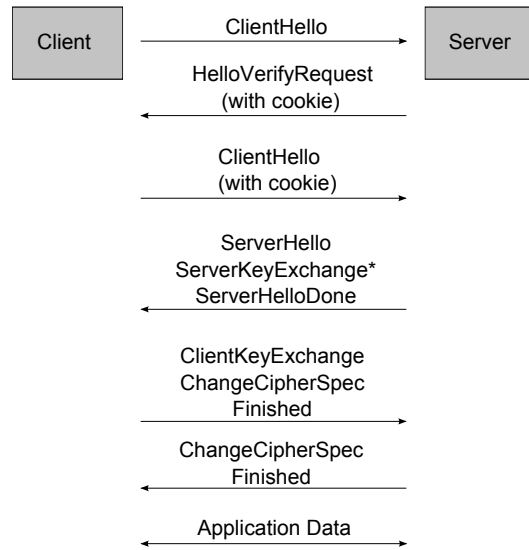 Client
ClientHello
Server
HelloVerifyRequest
(with cookie)
ClientHello
(with cookie)
ServerHello
ServerKeyExchange*
ServerHelloDone
ClientKeyExchange
ChangeCipherSpec
Finished
ChangeCipherSpec
Finished
Application Data